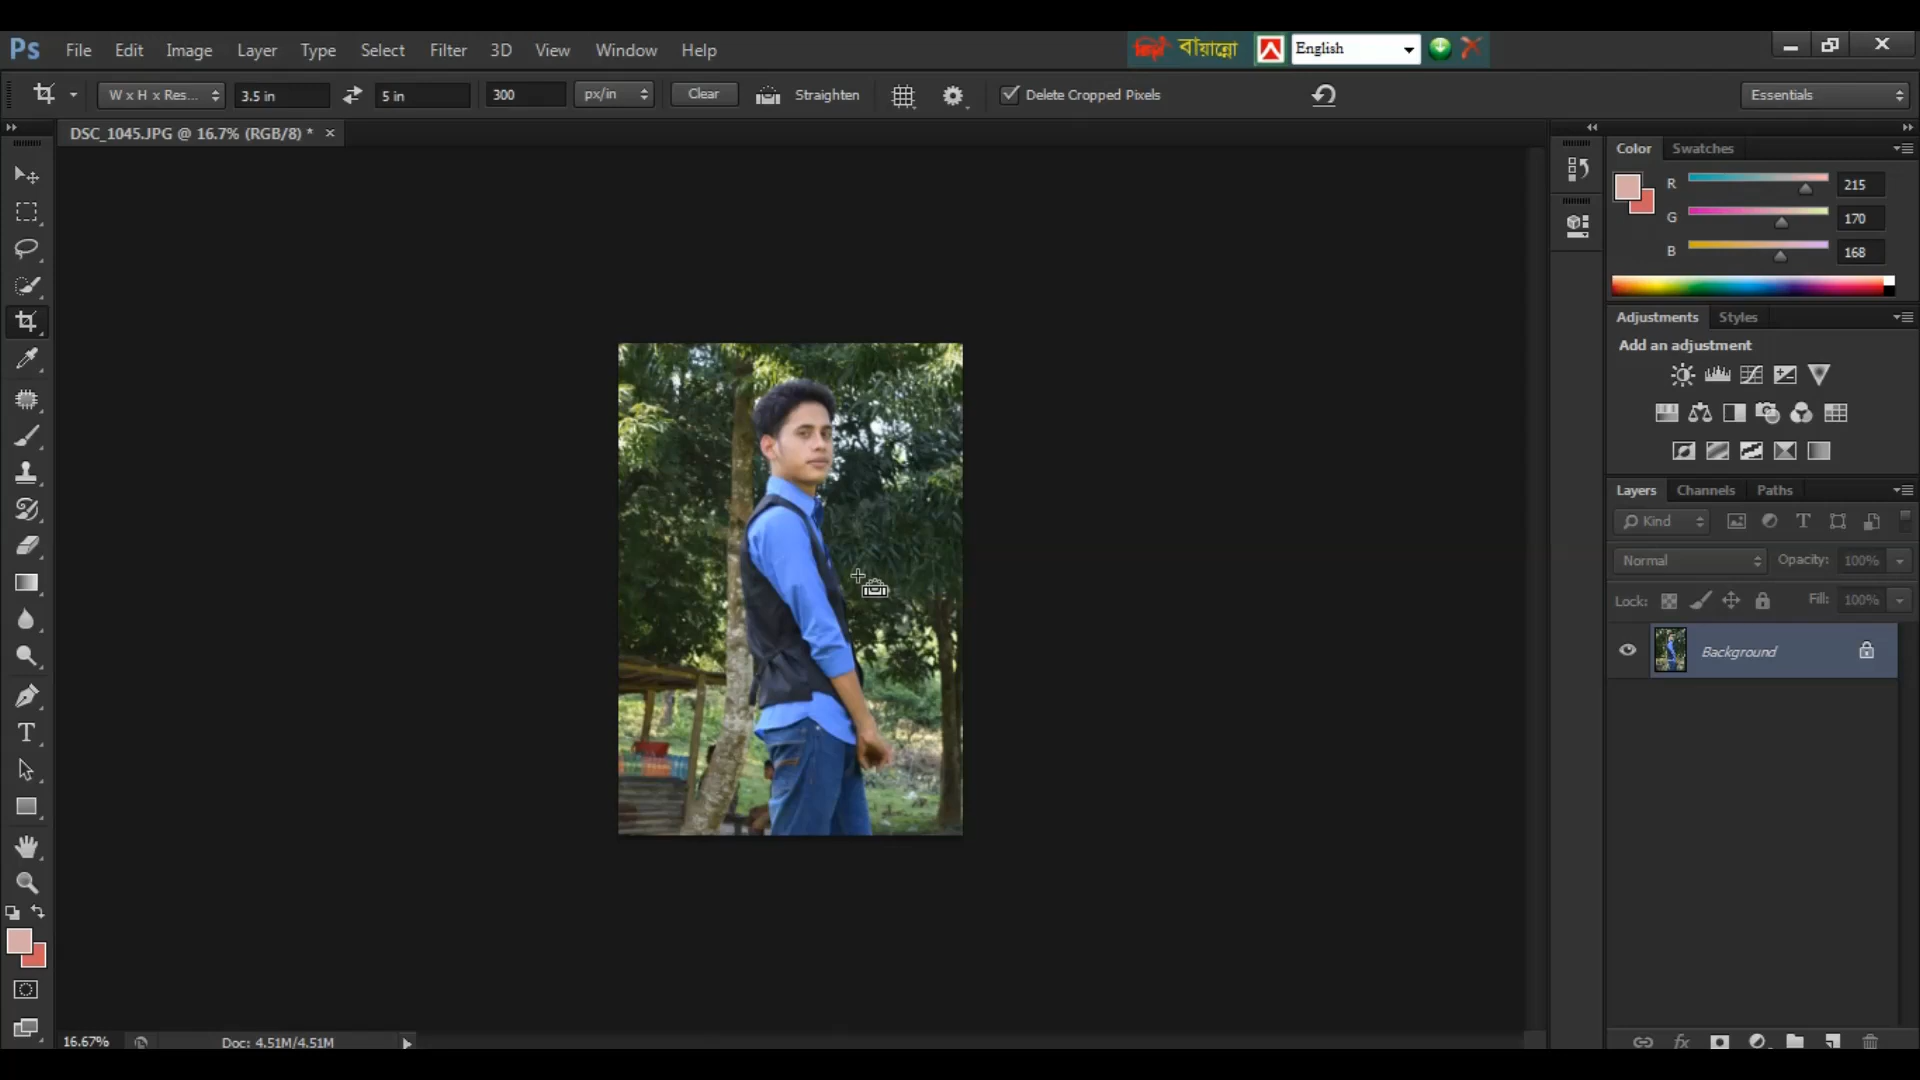 Ps File Edit Image Layer Type Select Filter 3D View Window Help বায়ান্নো English
W x H x Res... 3.5 in 5 in 300 px/in Clear Straighten Delete Cropped Pixels Essentials
DSC_1045.JPG @ 16.7% (RGB/8) * ×
Color Swatches
R 215
G 170
B 168
Adjustments Styles
Add an adjustment
Layers Channels Paths
Kind T
Normal Opacity: 100%
Lock: Fill: 100%
Background
T
16.67% Doc: 4.51M/4.51M fx